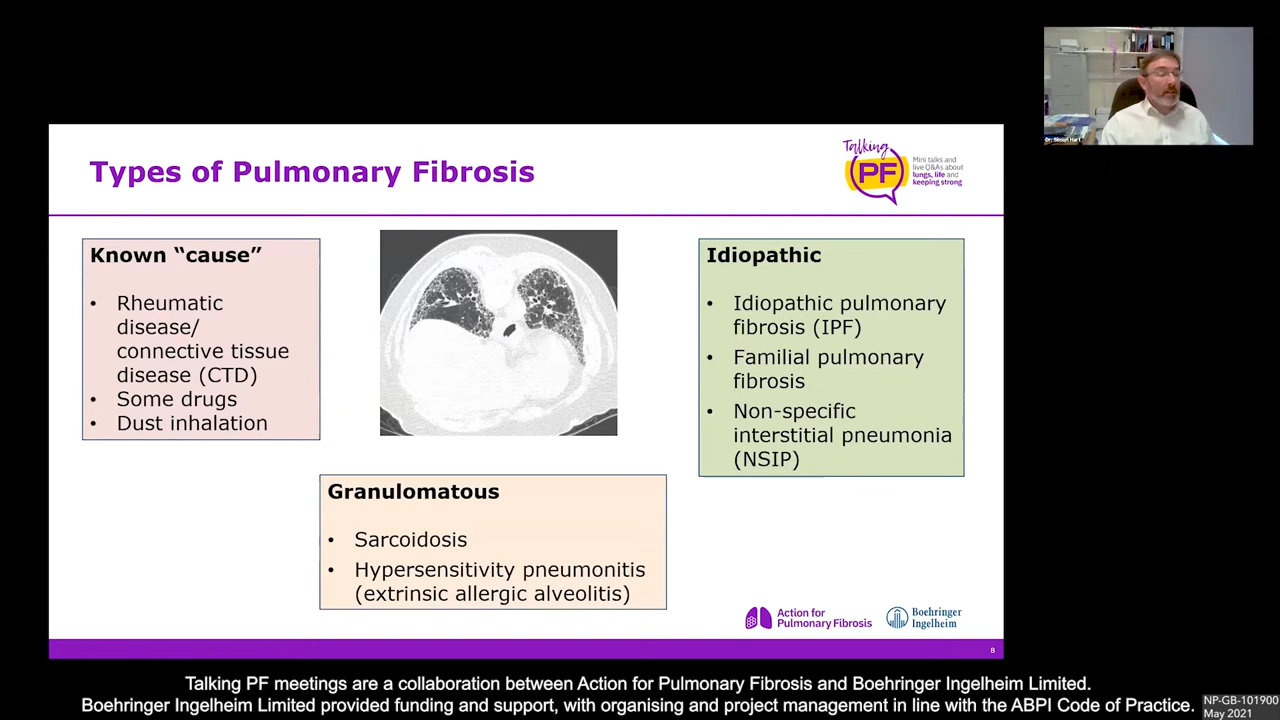 Dr. Simon Hart
Types of Pulmonary Fibrosis
Talking
PF
Mini talks and
live Q&As about
lungs, life and
keeping strong
Known “cause”
• Rheumatic
disease/
connective tissue
disease (CTD)
• Some drugs
• Dust inhalation
Idiopathic
• Idiopathic pulmonary
fibrosis (IPF)
• Familial pulmonary
fibrosis
• Non-specific
interstitial pneumonia
(NSIP)
Granulomatous
• Sarcoidosis
• Hypersensitivity pneumonitis
(extrinsic allergic alveolitis)
Action for
Pulmonary Fibrosis
Boehringer
Ingelheim
8
Talking PF meetings are a collaboration between Action for Pulmonary Fibrosis and Boehringer Ingelheim Limited.
Boehringer Ingelheim Limited provided funding and support, with organising and project management in line with the ABPI Code of Practice.
NP-GB-101900
May 2021